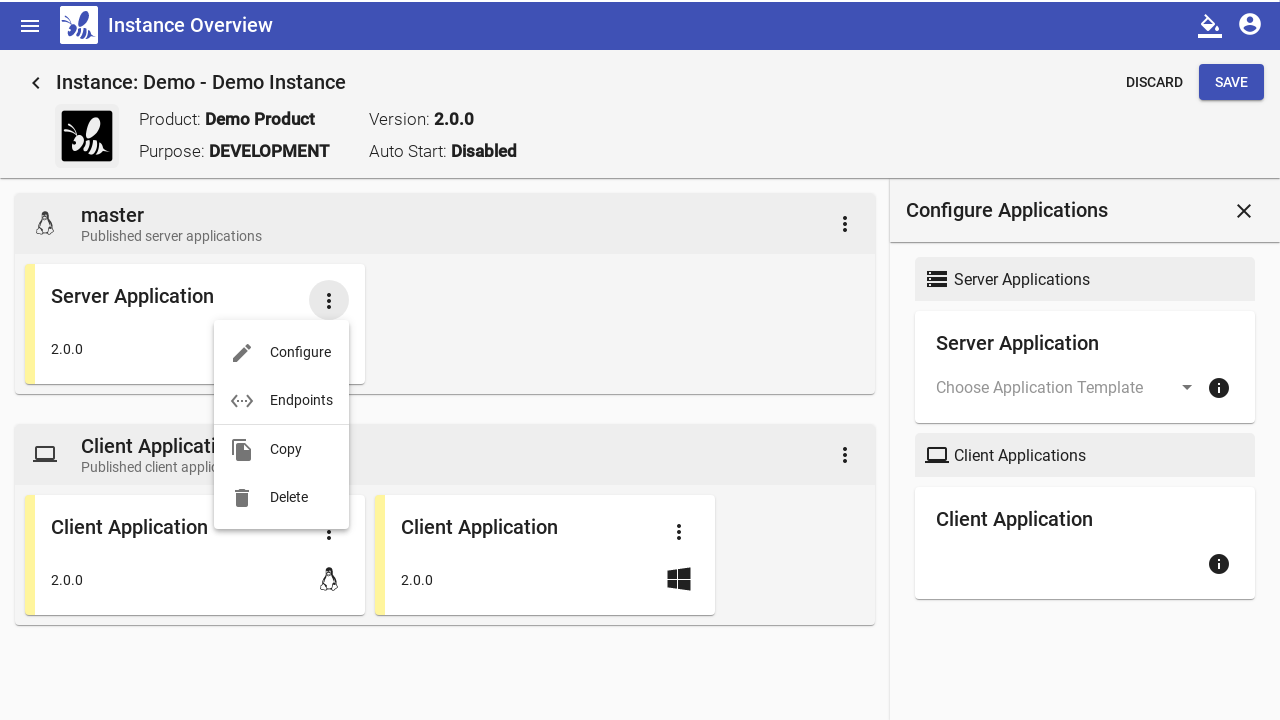 Instance Overview
Instance: Demo - Demo Instance
DISCARD
SAVE
Product: Demo Product
Version: 2.0.0
Purpose: DEVELOPMENT
Auto Start: Disabled
master
Published server applications
Server Application
2.0.0
Configure
Endpoints
Copy
Delete
Client Applicati
Published client applic
Client Application
2.0.0
Client Application
2.0.0
Configure Applications
Server Applications
Server Application
Choose Application Template
Client Applications
Client Application